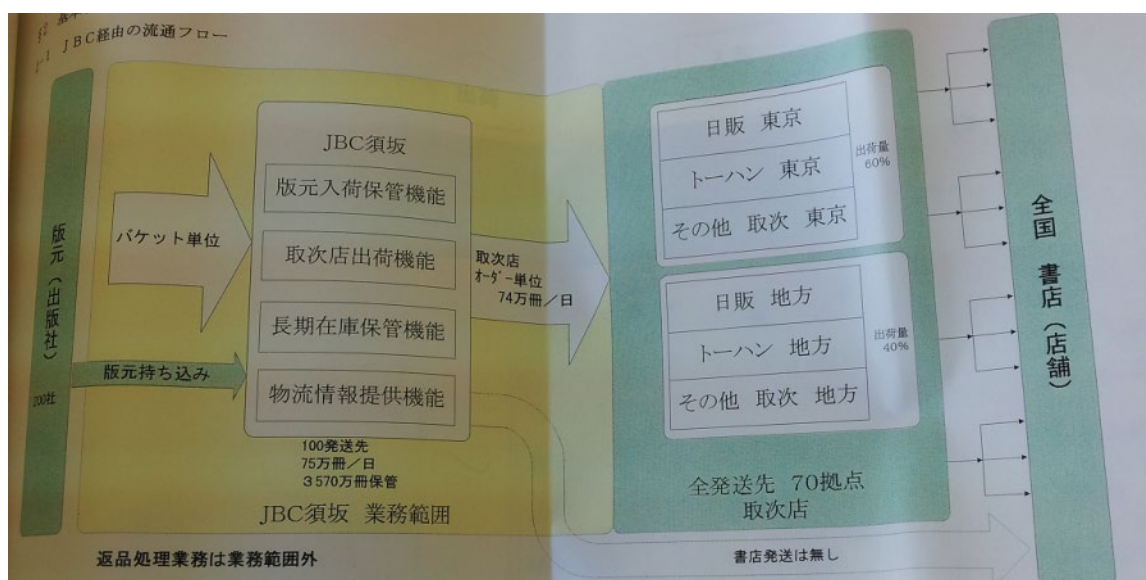 JBC経由の流通フロー
版元(出版社)
200社
バケット単位
版元持ち込み
JBC須坂
版元入荷保管機能
取次店出荷機能
長期在庫保管機能
物流情報提供機能
100発送先
75万冊/日
3570万冊保管
JBC須坂 業務範囲
返品処理業務は業務範囲外
取次店
オーダー単位
74万冊/日
日販 東京
トーハン 東京
その他 取次 東京
出荷量
60%
日販 地方
トーハン 地方
その他 取次 地方
出荷量
40%
全発送先 70拠点
取次店
書店発送は無し
全国 書店(店舗)